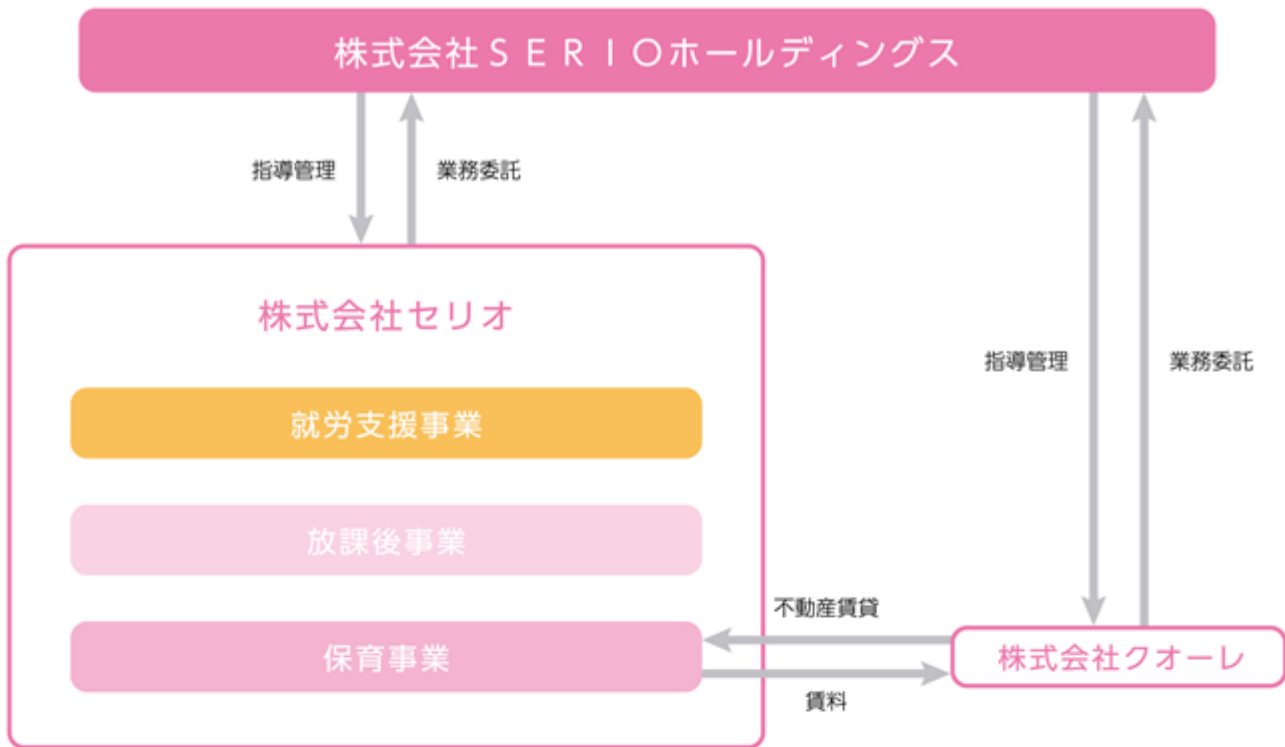 株式会社ＳＥＲＩＯホールディングス
指導管理
業務委託
株式会社セリオ
指導管理
業務委託
就労支援事業
放課後事業
不動産賃貸
保育事業
株式会社クオーレ
賃料